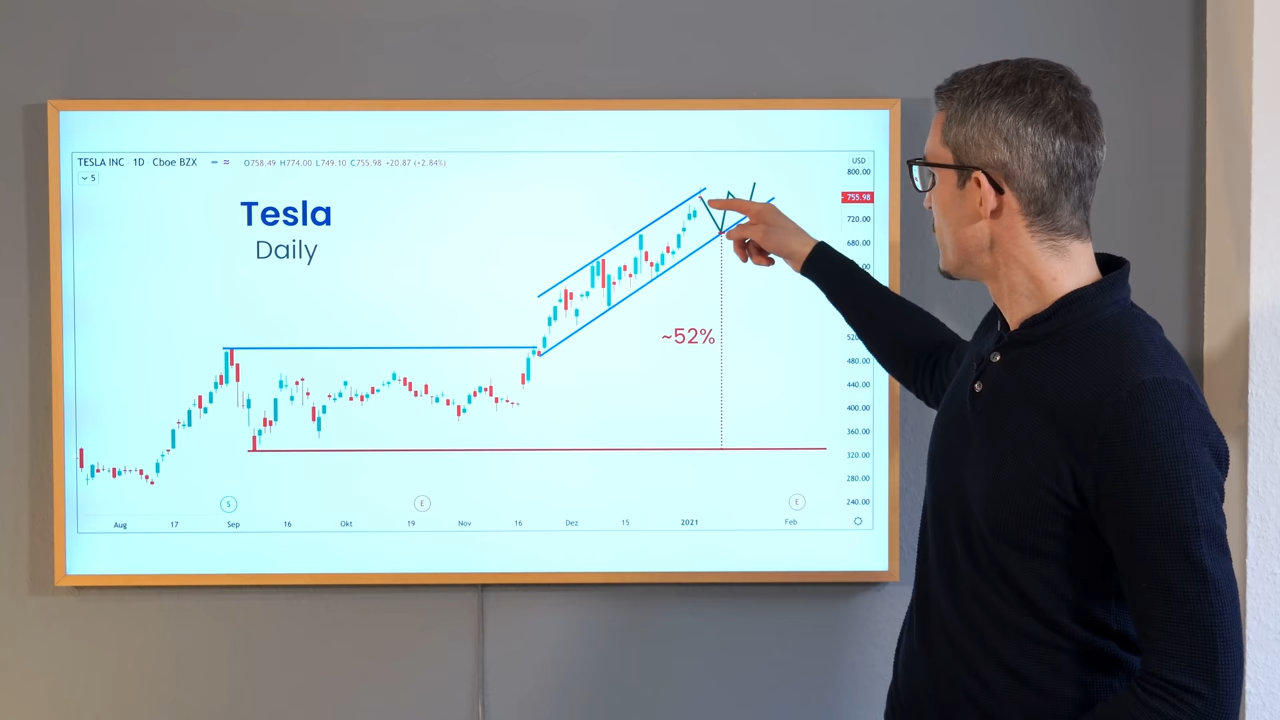 TESLA INC · 1D · Cboe BZX O758.49 H774.00 L749.10 C755.98 +20.87 (+2.84%)
5
USD
800.00
755.98
720.00
680.00
Tesla
Daily
~52%
480.00
440.00
400.00
360.00
320.00
280.00
240.00
S E E
Aug 17 Sep 16 Okt 19 Nov 16 Dez 15 2021 Feb